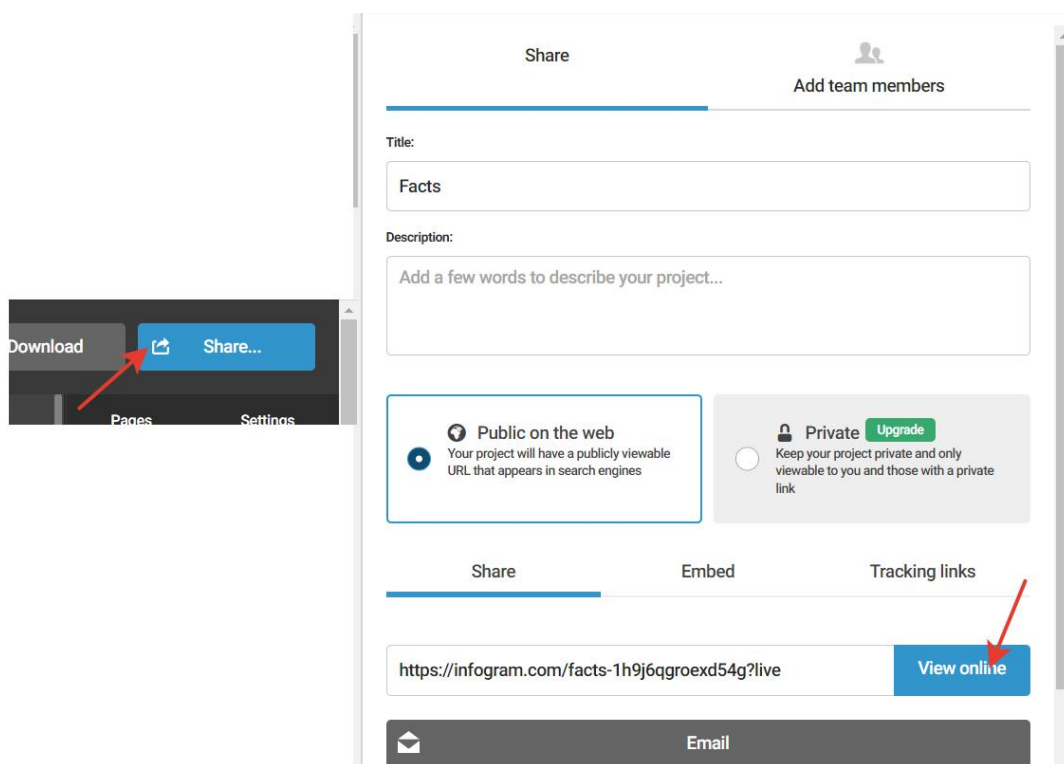 Download
Share...
Pages
Settings
Share
Add team members
Title:
Facts
Description:
Add a few words to describe your project...
Public on the web
Your project will have a publicly viewable
URL that appears in search engines
Private Upgrade
Keep your project private and only
viewable to you and those with a private
link
Share
Embed
Tracking links
https://infogram.com/facts-1h9j6qgroexd54g?live
View online
Email